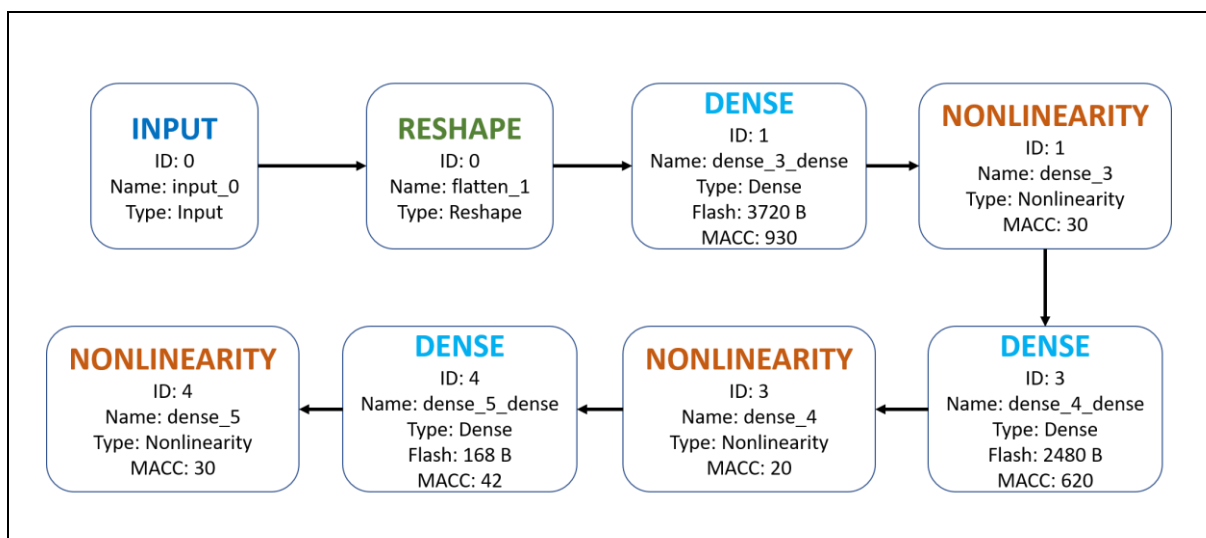 INPUT
ID: 0
Name: input_0
Type: Input
RESHAPE
ID: 0
Name: flatten_1
Type: Reshape
DENSE
ID: 1
Name: dense_3_dense
Type: Dense
Flash: 3720 B
MACC: 930
NONLINEARITY
ID: 1
Name: dense_3
Type: Nonlinearity
MACC: 30
DENSE
ID: 3
Name: dense_4_dense
Type: Dense
Flash: 2480 B
MACC: 620
NONLINEARITY
ID: 3
Name: dense_4
Type: Nonlinearity
MACC: 20
DENSE
ID: 4
Name: dense_5_dense
Type: Dense
Flash: 168 B
MACC: 42
NONLINEARITY
ID: 4
Name: dense_5
Type: Nonlinearity
MACC: 30